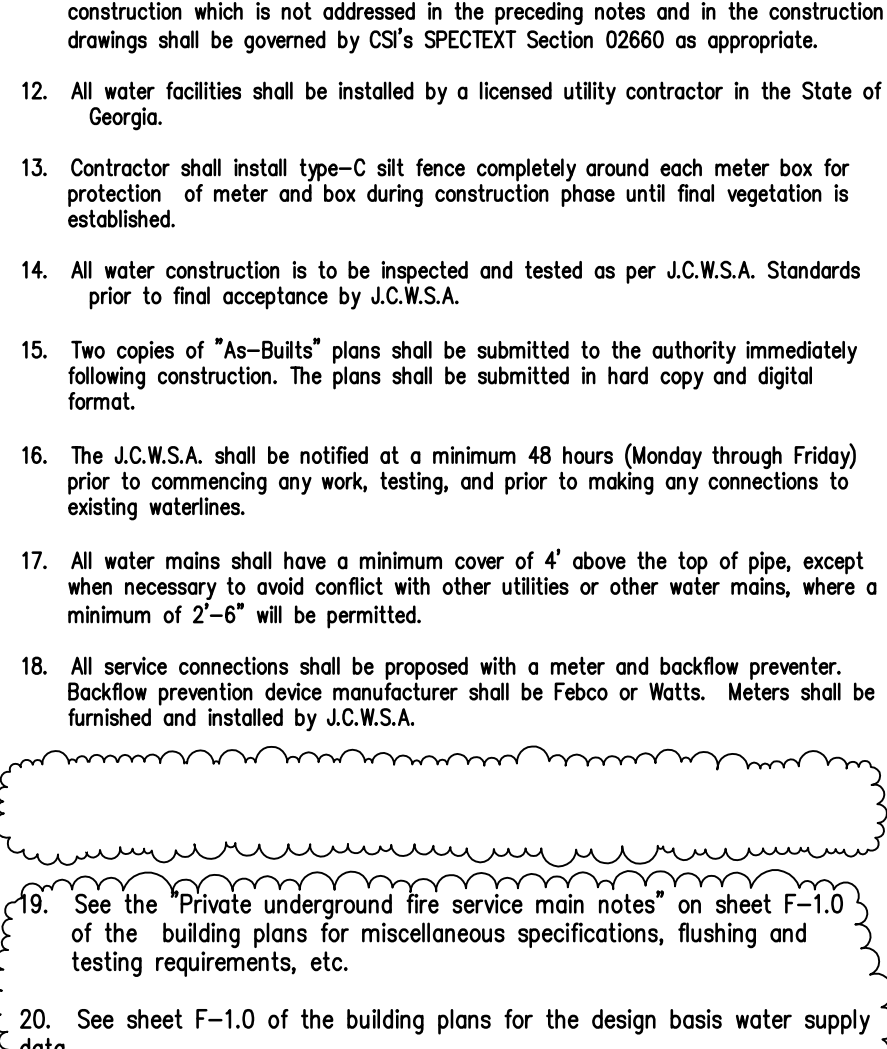 construction which is not addressed in the preceding notes and in the construction
drawings shall be governed by CSI's SPECTEXT Section 02660 as appropriate.
12. All water facilities shall be installed by a licensed utility contractor in the State of
Georgia.
13. Contractor shall install type-C silt fence completely around each meter box for
protection of meter and box during construction phase until final vegetation is
established.
14. All water construction is to be inspected and tested as per J.C.W.S.A. Standards
prior to final acceptance by J.C.W.S.A.
15. Two copies of "As-Builts" plans shall be submitted to the authority immediately
following construction. The plans shall be submitted in hard copy and digital
format.
16. The J.C.W.S.A. shall be notified at a minimum 48 hours (Monday through Friday)
prior to commencing any work, testing, and prior to making any connections to
existing waterlines.
17. All water mains shall have a minimum cover of 4' above the top of pipe, except
when necessary to avoid conflict with other utilities or other water mains, where a
minimum of 2'-6" will be permitted.
18. All service connections shall be proposed with a meter and backflow preventer.
Backflow prevention device manufacturer shall be Febco or Watts. Meters shall be
furnished and installed by J.C.W.S.A.
19. See the "Private underground fire service main notes" on sheet F-1.0
of the building plans for miscellaneous specifications, flushing and
testing requirements, etc.
20. See sheet F-1.0 of the building plans for the design basis water supply
data